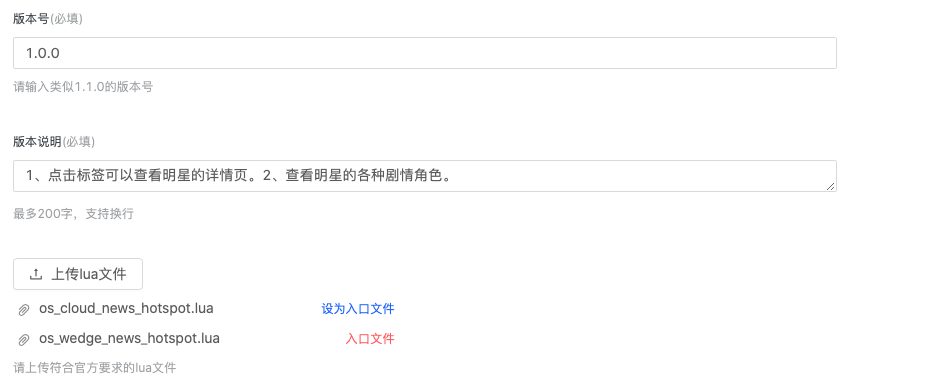 版本号(必填)
1.0.0
请输入类似1.1.0的版本号
版本说明(必填)
1、点击标签可以查看明星的详情页。2、查看明星的各种剧情角色。
最多200字，支持换行
上传lua文件
os_cloud_news_hotspot.lua 设为入口文件
os_wedge_news_hotspot.lua 入口文件
请上传符合官方要求的lua文件